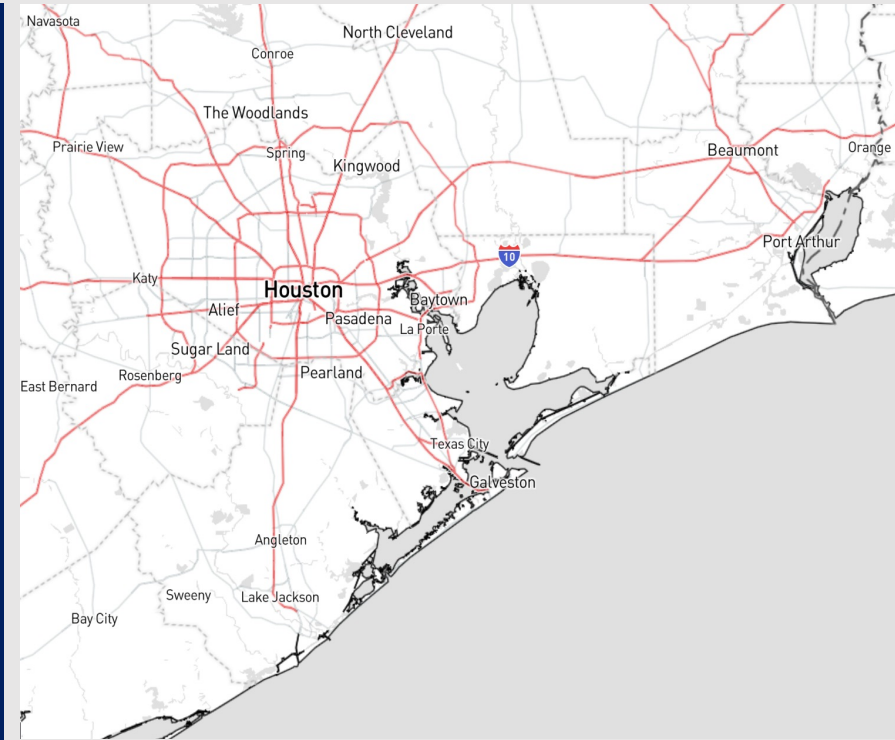 Navasota
North Cleveland
Conroe
The Woodlands
Prairie View
Spring
Kingwood
Beaumont
Orange
Port Arthur
10
Katy
Houston
Baytown
Alief
Pasadena
La Porte
Sugar Land
Rosenberg
Pearland
East Bernard
Texas City
Galveston
Angleton
Sweeny
Lake Jackson
Bay City